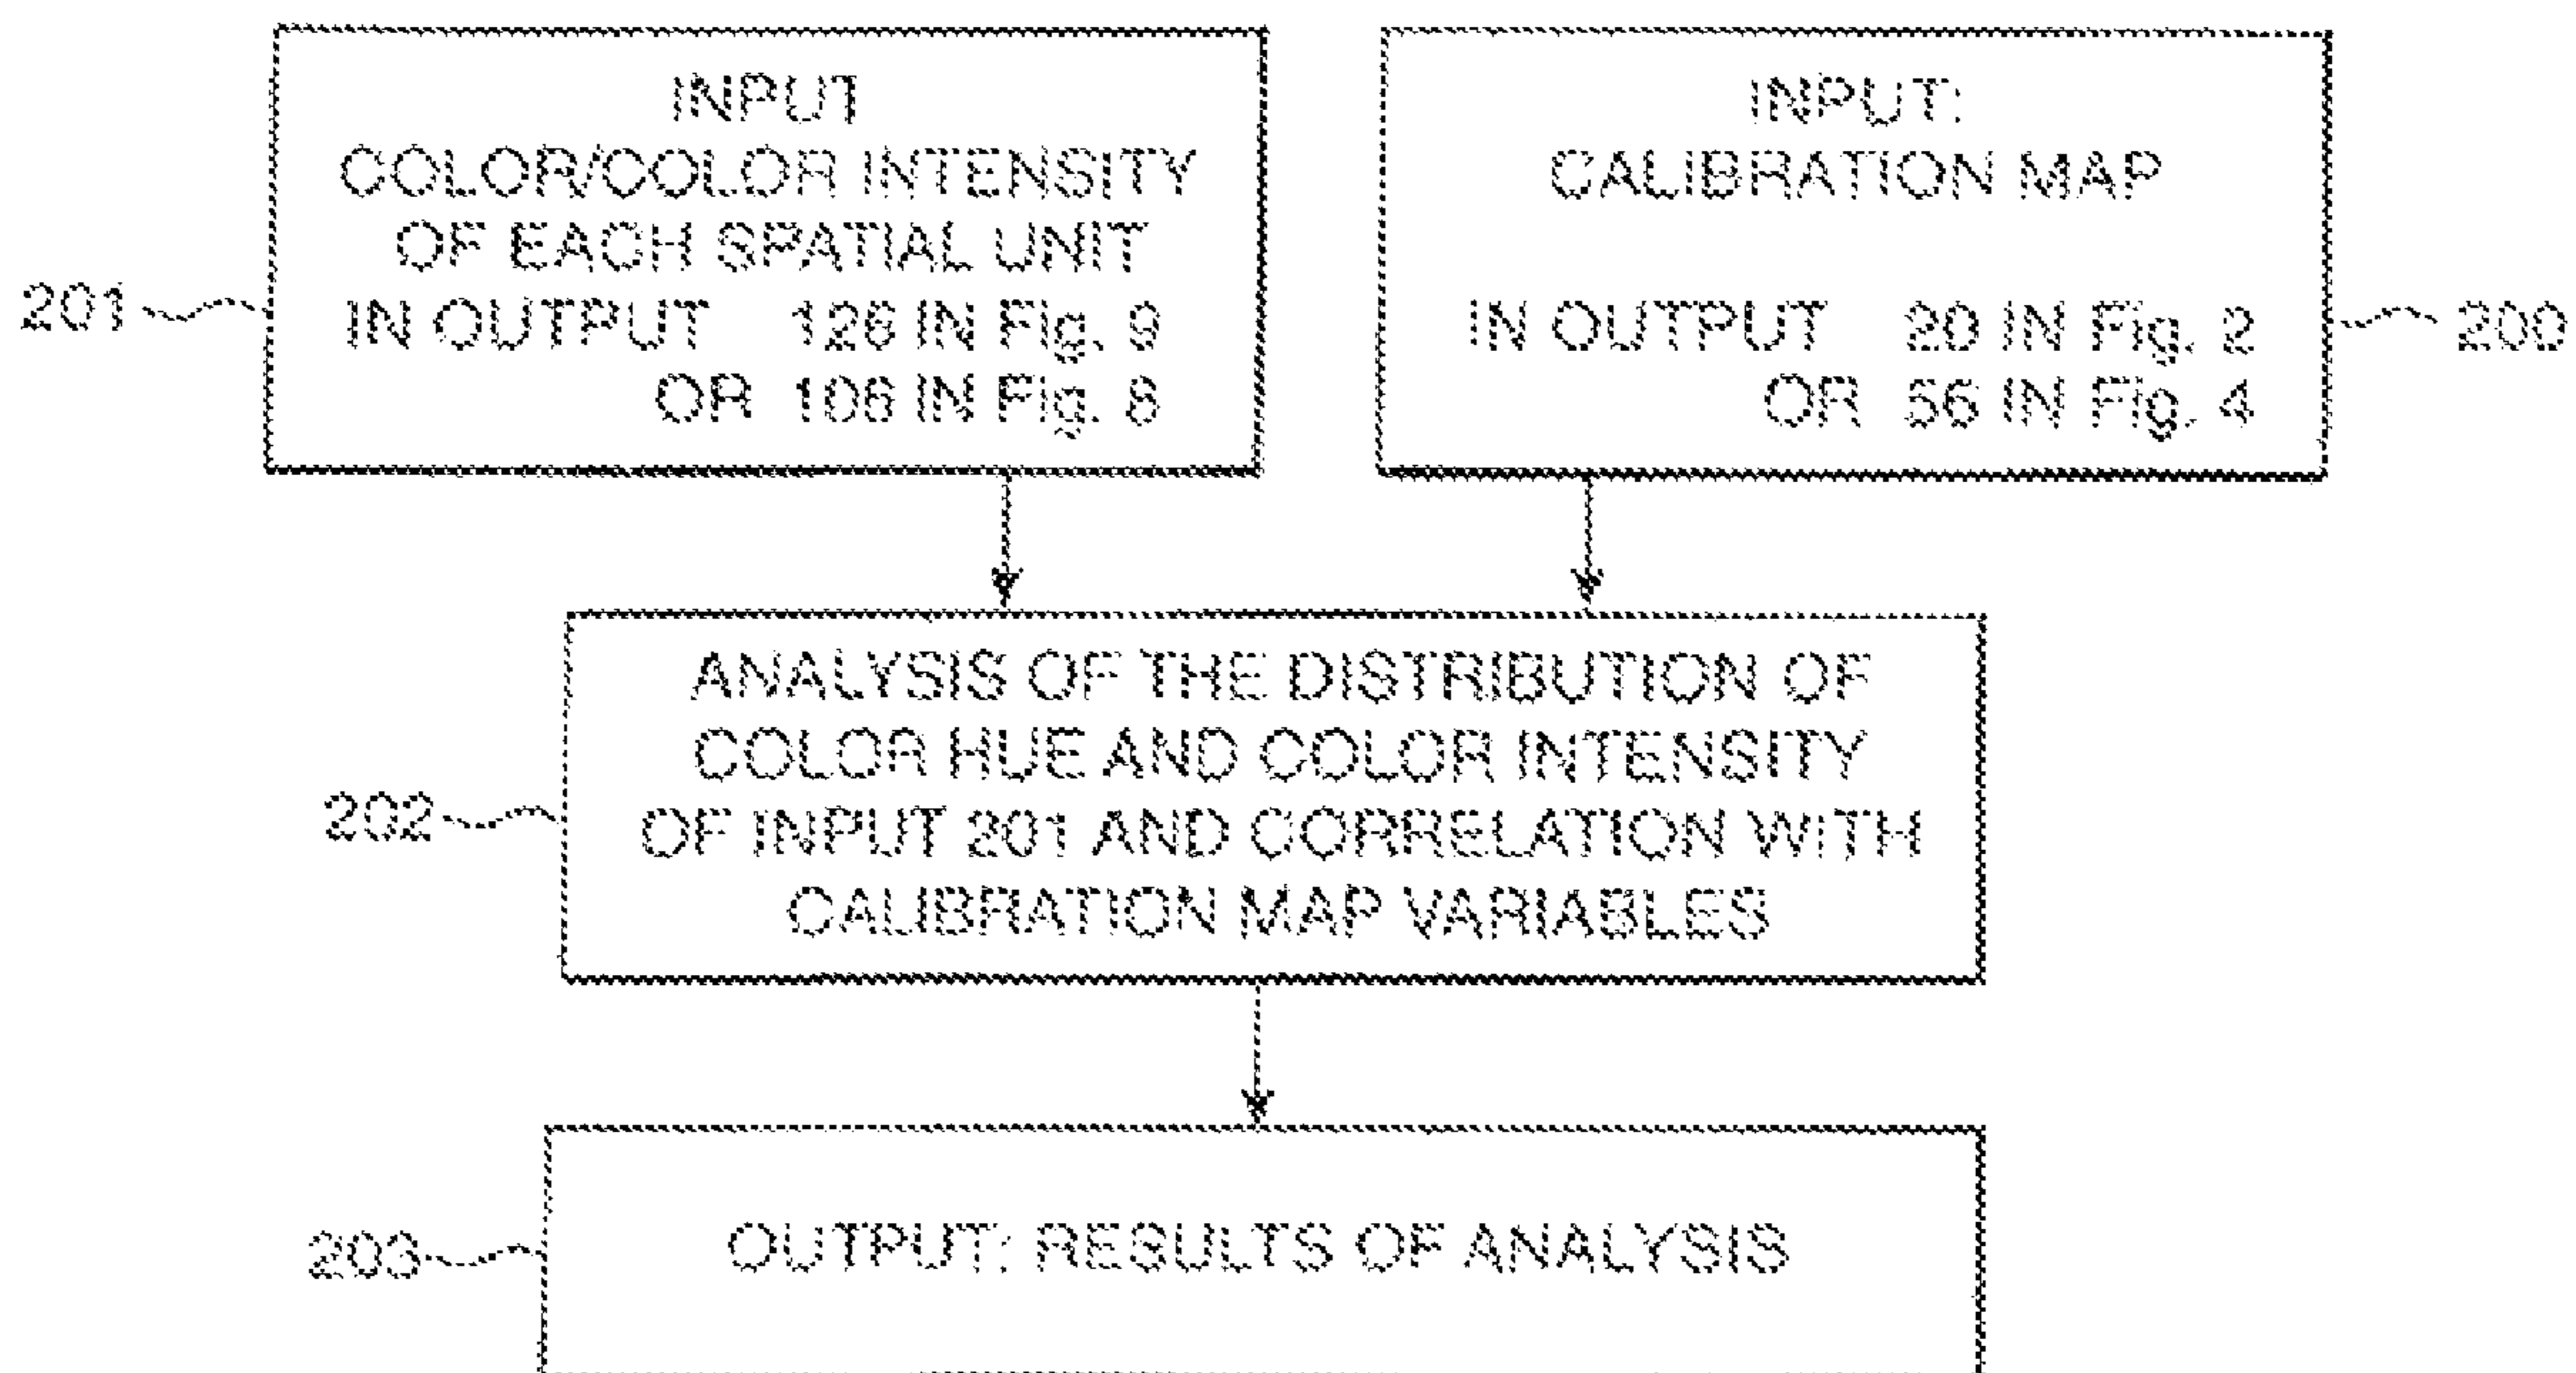 INPUT
COLOR/COLOR INTENSITY
OF EACH SPATIAL UNIT
IN OUTPUT 126 IN Fig. 9
OR 106 IN Fig. 8
201
INPUT:
CALIBRATION MAP
IN OUTPUT 20 IN Fig. 2
OR 56 IN Fig. 4
200
ANALYSIS OF THE DISTRIBUTION OF
COLOR HUE AND COLOR INTENSITY
OF INPUT 201 AND CORRELATION WITH
CALIBRATION MAP VARIABLES
202
OUTPUT: RESULTS OF ANALYSIS
203